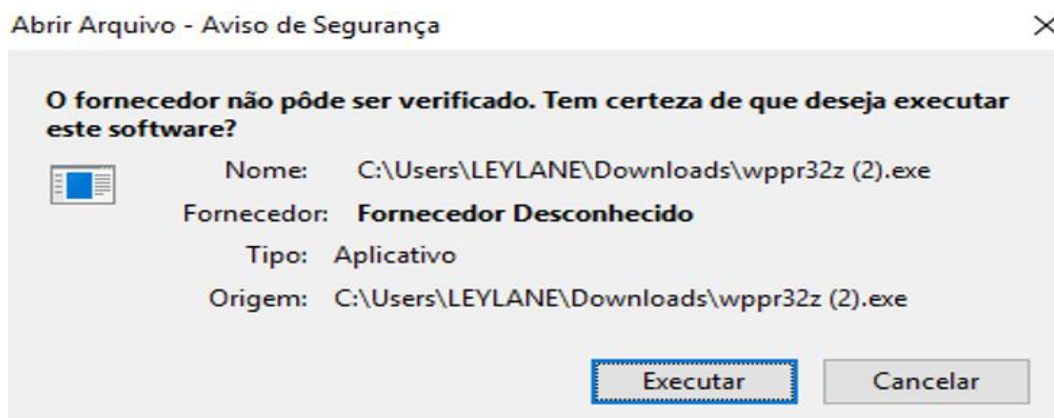 Abrir Arquivo - Aviso de Segurança
O fornecedor não pôde ser verificado. Tem certeza de que deseja executar
este software?
Nome: C:\Users\LEYLANE\Downloads\wppr32z (2).exe
Fornecedor: Fornecedor Desconhecido
Tipo: Aplicativo
Origem: C:\Users\LEYLANE\Downloads\wppr32z (2).exe
Executar Cancelar